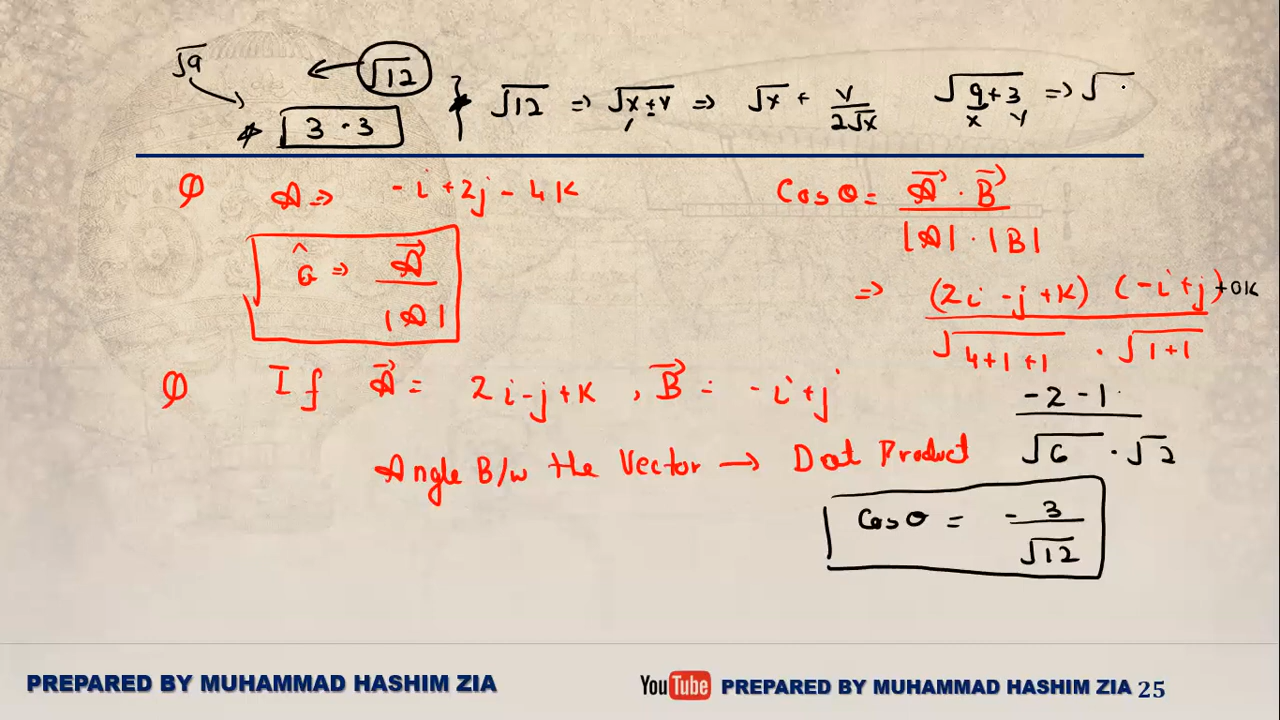 √9
√12
3 · 3
√12 ⇒ √x+y ⇒ √x + y/2√x √9+3 ⇒ √
x y
Q A ⇒ -i+2j-4K
â ⇒ A⃗/|A|
Q If A⃗ = 2i-j+K, B⃗ = -i+j
Angle B/w the Vector → Dot Product
Cosθ = A⃗ · B⃗/|A| · |B|
⇒ (2i-j+K) (-i+j)+0K/√4+1+1 · √1+1
-2-1/√6 · √2
Cosθ = -3/√12
PREPARED BY MUHAMMAD HASHIM ZIA
YouTube PREPARED BY MUHAMMAD HASHIM ZIA 25